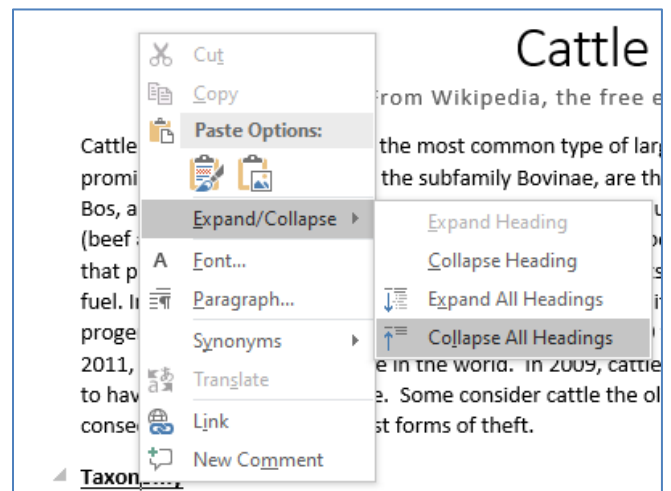 Cattle
From Wikipedia, the free e
Cut
Copy
Paste Options:
Expand/Collapse
Font...
Paragraph...
Synonyms
Translate
Link
New Comment
Expand Heading
Collapse Heading
Expand All Headings
Collapse All Headings
Cattle the most common type of
promi the subfamily Bovinae, are th
Bos, a
(beef
that p
fuel. I
proge
2011, e in the world. In 2009, cattle
to hav e. Some consider cattle the ol
conse st forms of theft.
Taxonomy